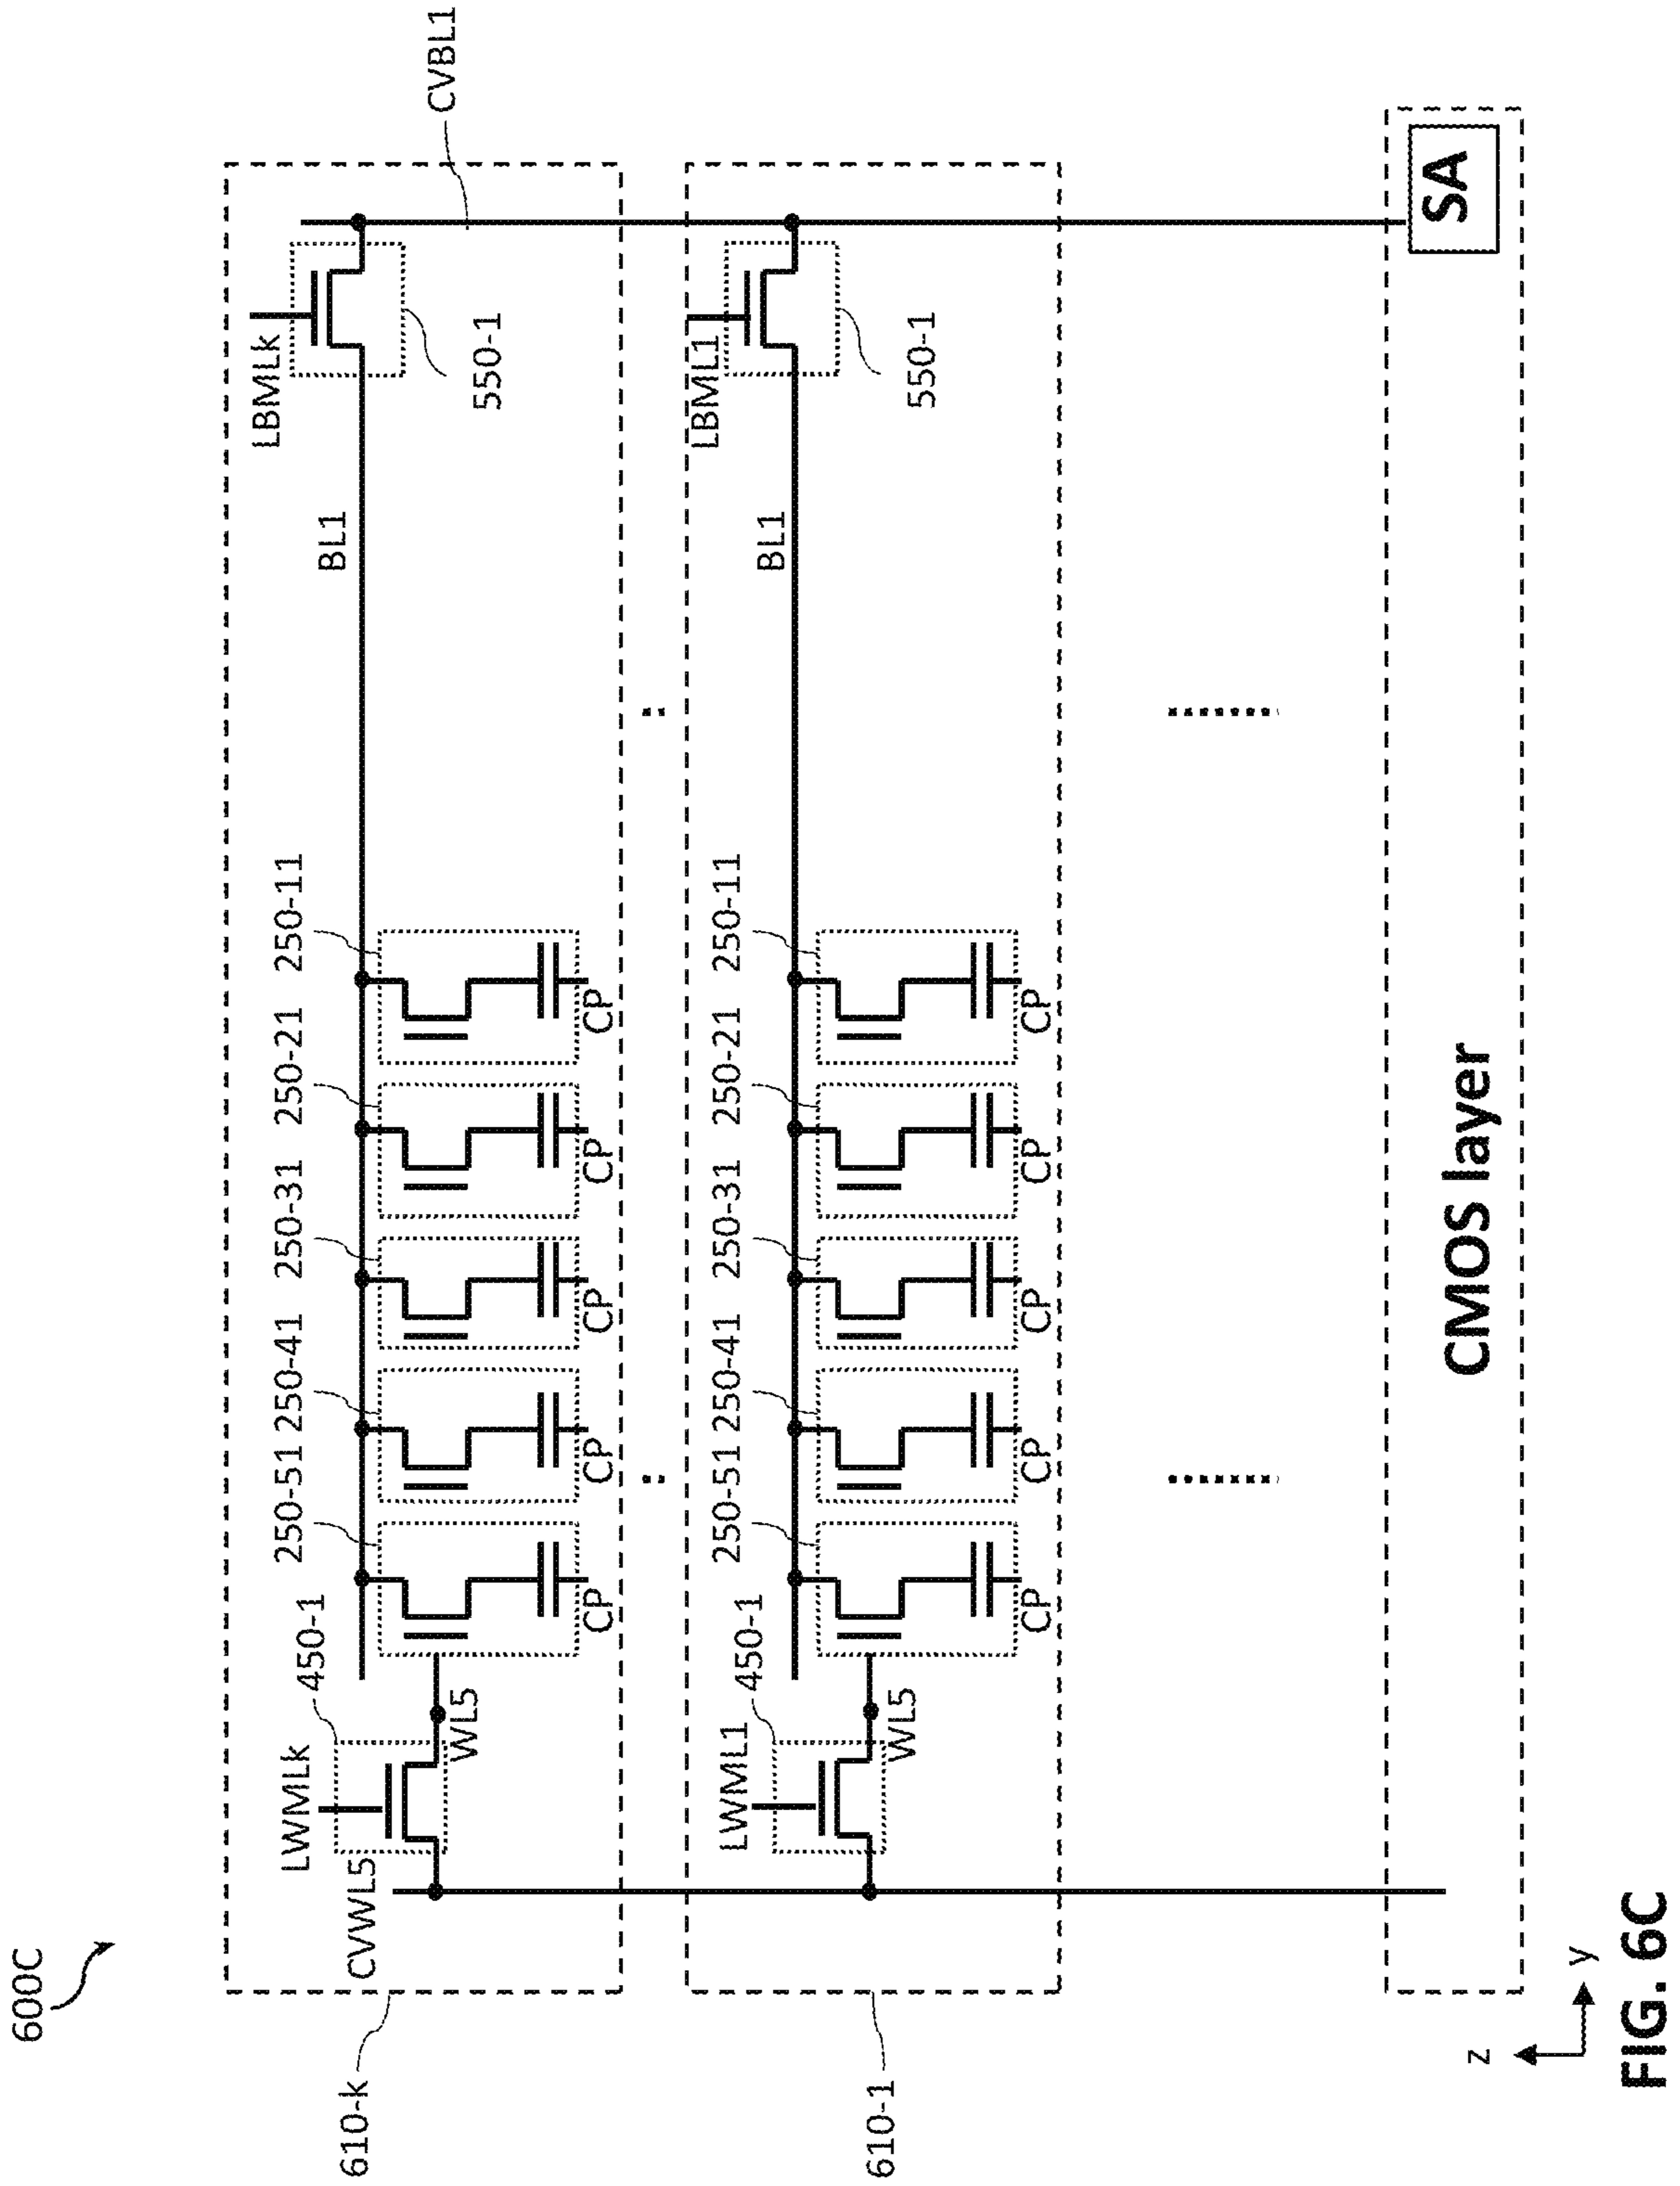 600C
610-k
CVWL5
LWMLk
450-1
WL5
250-51
250-41
250-31
250-21
250-11
CP
CP
CP
CP
CP
BL1
LBMLk
550-1
CVBL1
610-1
LWML1
450-1
WL5
250-51
250-41
250-31
250-21
250-11
CP
CP
CP
CP
CP
BL1
LBML1
550-1
CMOS layer
SA
z
y
FIG. 6C